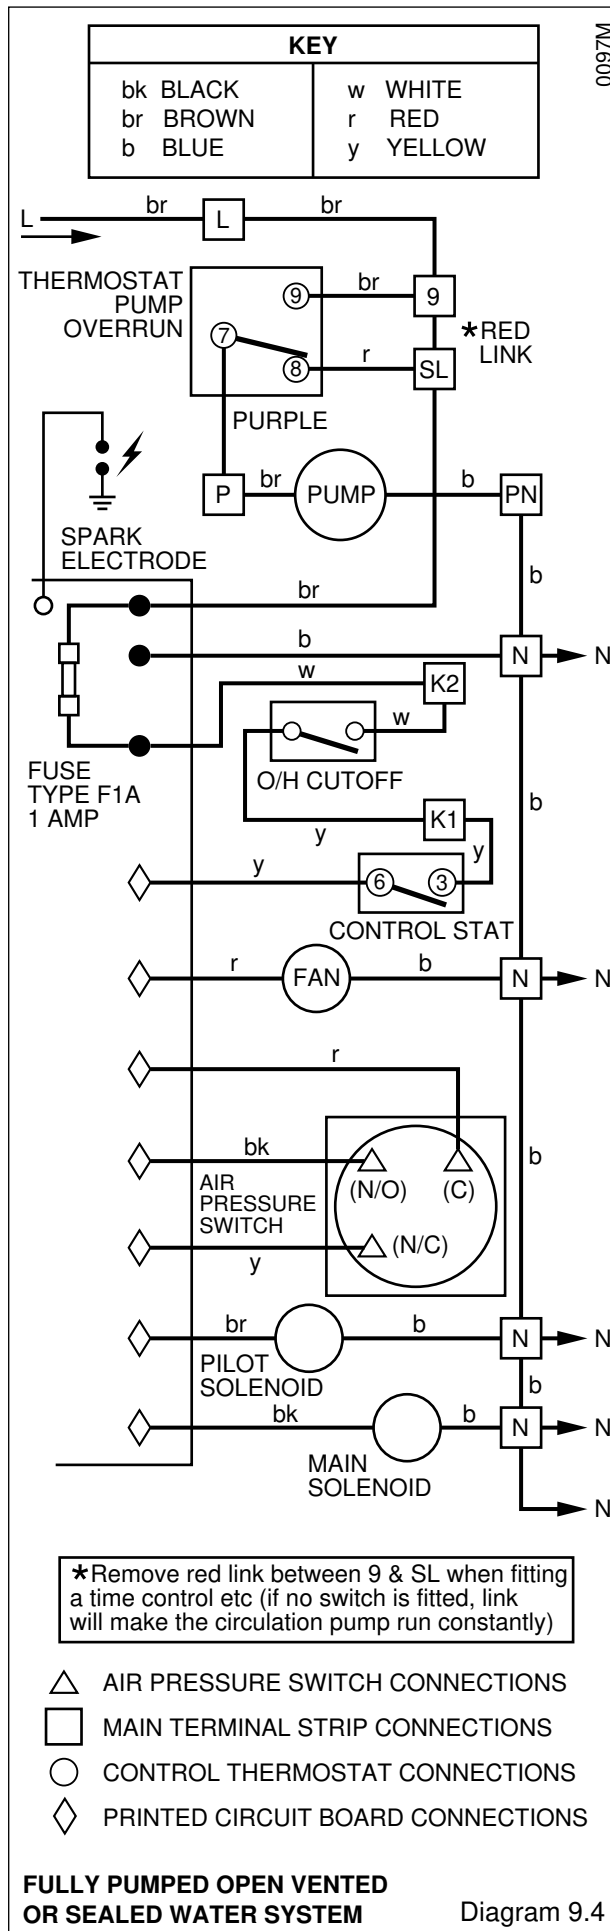 0097M
KEY
bk BLACK
br BROWN
b BLUE
w WHITE
r RED
y YELLOW
L
br
L
br
THERMOSTAT
PUMP
OVERRUN
9
br
9
7
*RED
LINK
8
r
SL
PURPLE
P
br
PUMP
b
PN
SPARK
ELECTRODE
br
b
b
N
N
w
K2
w
O/H CUTOFF
FUSE
TYPE F1A
1 AMP
b
K1
y
y
y
6
3
CONTROL STAT
r
FAN
b
N
N
r
bk
(N/O)
(C)
b
AIR
PRESSURE
SWITCH
(N/C)
y
br
b
N
N
PILOT
SOLENOID
b
bk
b
N
N
MAIN
SOLENOID
N
*Remove red link between 9 & SL when fitting
a time control etc (if no switch is fitted, link
will make the circulation pump run constantly)
AIR PRESSURE SWITCH CONNECTIONS
MAIN TERMINAL STRIP CONNECTIONS
CONTROL THERMOSTAT CONNECTIONS
PRINTED CIRCUIT BOARD CONNECTIONS
FULLY PUMPED OPEN VENTED
OR SEALED WATER SYSTEM
Diagram 9.4